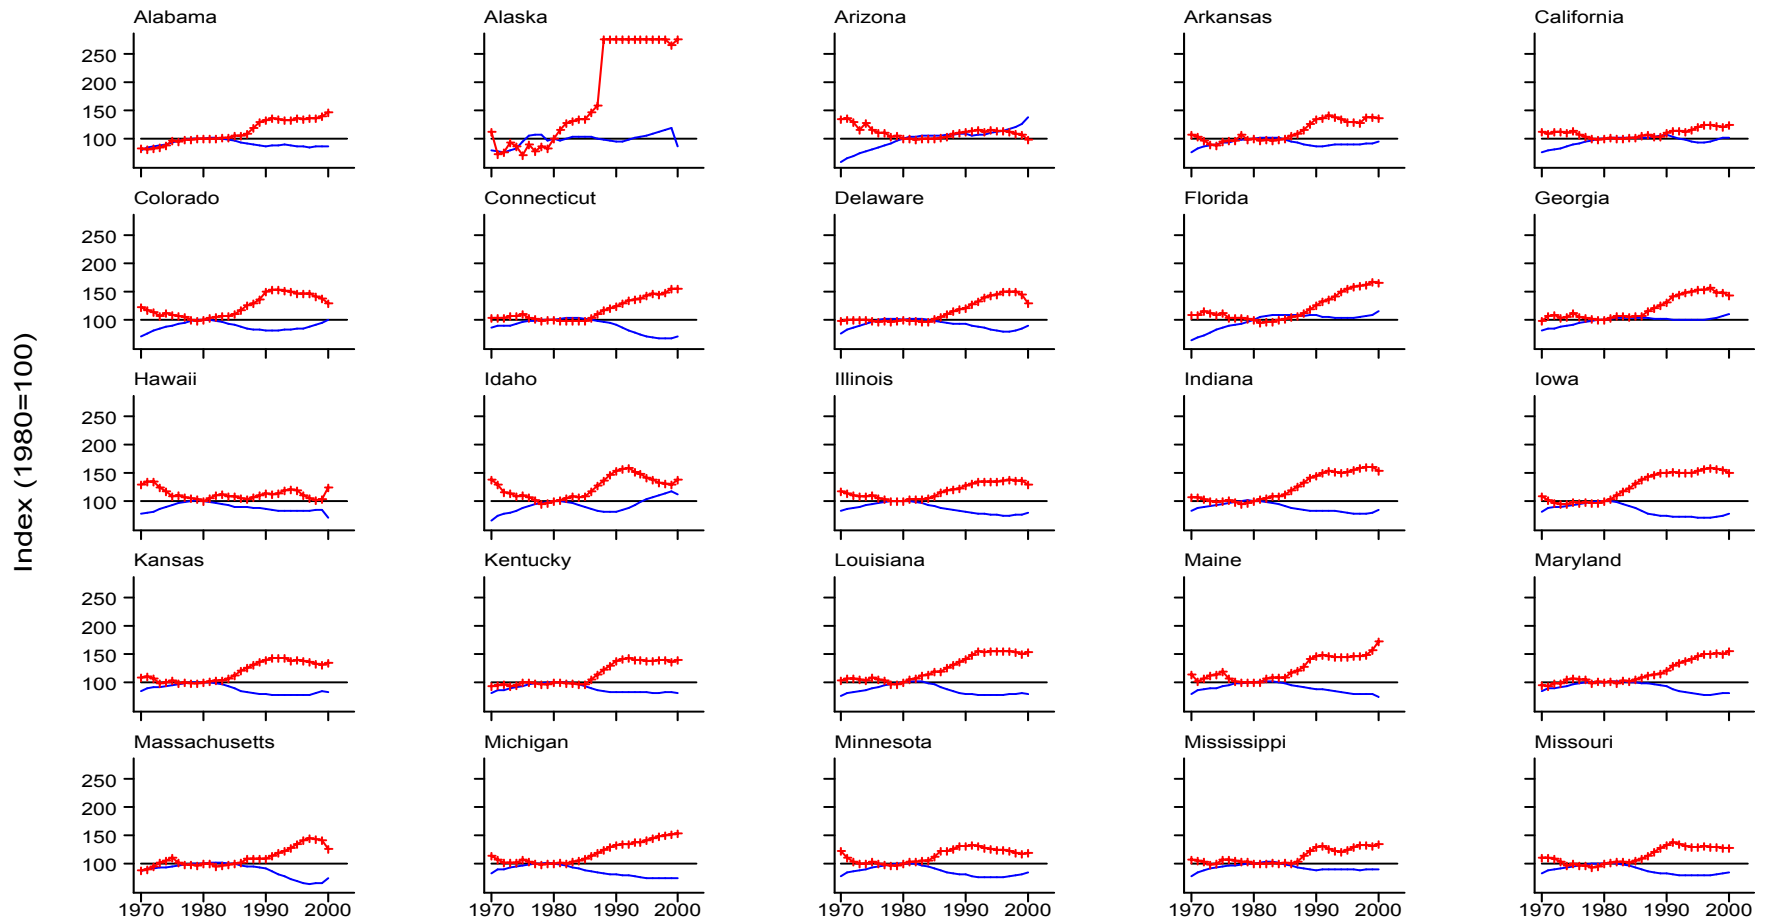 Alabama Alaska Arizona Arkansas California
250
200
150
100
Colorado Connecticut Delaware Florida Georgia
250
200
150
100
Index (1980=100)
Hawaii Idaho Illinois Indiana Iowa
250
200
150
100
Kansas Kentucky Louisiana Maine Maryland
250
200
150
100
Massachusetts Michigan Minnesota Mississippi Missouri
250
200
150
100
1970 1980 1990 2000 1970 1980 1990 2000 1970 1980 1990 2000 1970 1980 1990 2000 1970 1980 1990 2000